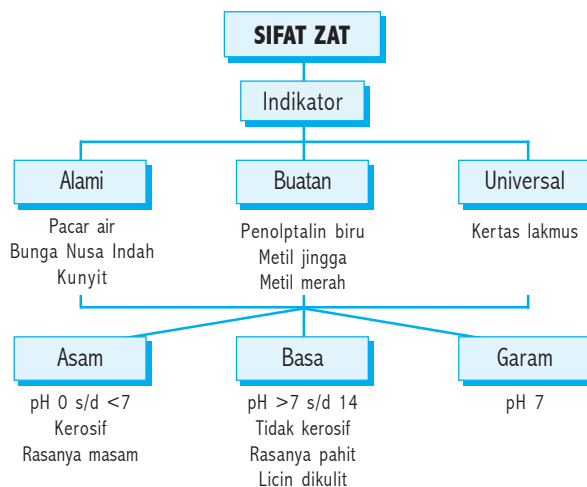 SIFAT ZAT
Indikator
Alami
Pacar air
Bunga Nusa Indah
Kunyit
Buatan
Penolptalin biru
Metil jingga
Metil merah
Universal
Kertas lakmus
Asam
pH 0 s/d <7
Kerosif
Rasanya masam
Basa
pH >7 s/d 14
Tidak kerosif
Rasanya pahit
Licin dikulit
Garam
pH 7